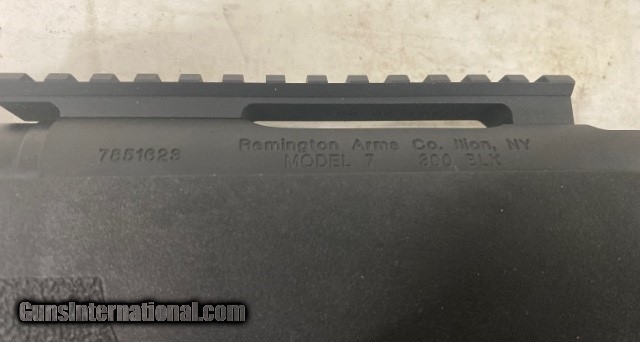 7851623 Remington Arms Co. Ilion, NY
MODEL 7 300 BLK
GunsInternational.com